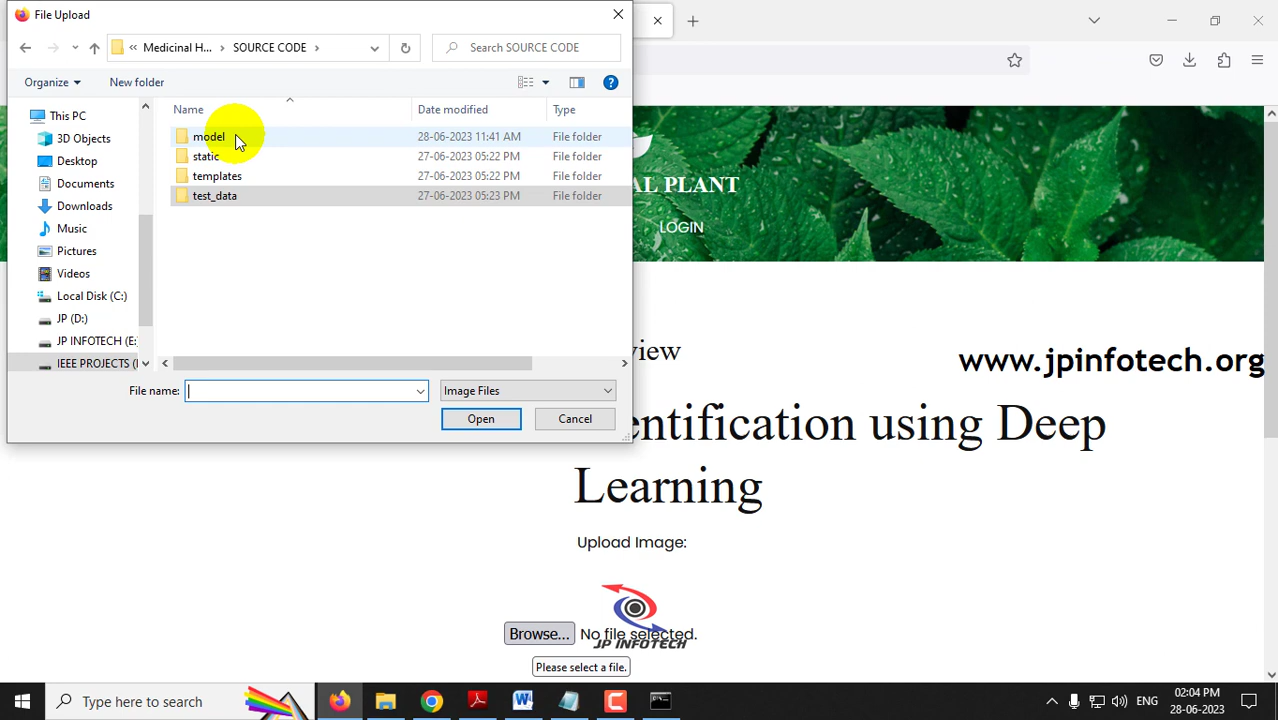 File Upload
« Medicinal H... › SOURCE CODE ›
Search SOURCE CODE
Organize
New folder
Name
Date modified
Type
This PC
3D Objects
Desktop
Documents
Downloads
Music
Pictures
Videos
Local Disk (C:)
JP (D:)
JP INFOTECH (E:
IEEE PROJECTS (
model 28-06-2023 11:41 AM File folder
static 27-06-2023 05:22 PM File folder
templates 27-06-2023 05:22 PM File folder
test_data 27-06-2023 05:23 PM File folder
File name:
Image Files
Open
Cancel
AL PLANT
LOGIN
view
www.jpinfotech.org
entification using Deep
Learning
Upload Image:
Browse... No file selected.
JP INFOTECH
Please select a file.
Type here to search
ENG
02:04 PM
28-06-2023